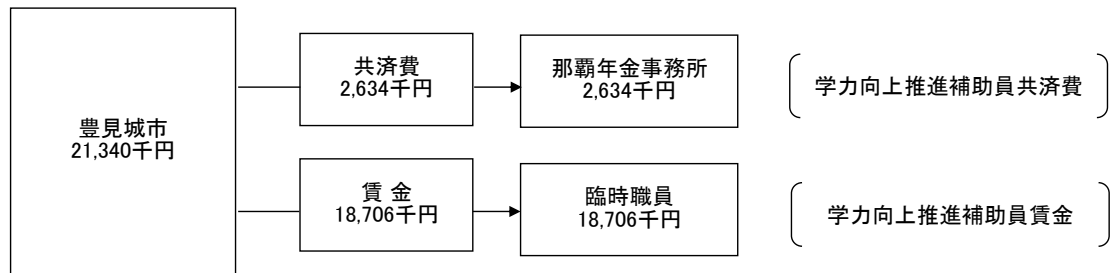 豊見城市
21,340千円
共済費
2,634千円
那覇年金事務所
2,634千円
学力向上推進補助員共済費
賃 金
18,706千円
臨時職員
18,706千円
学力向上推進補助員賃金